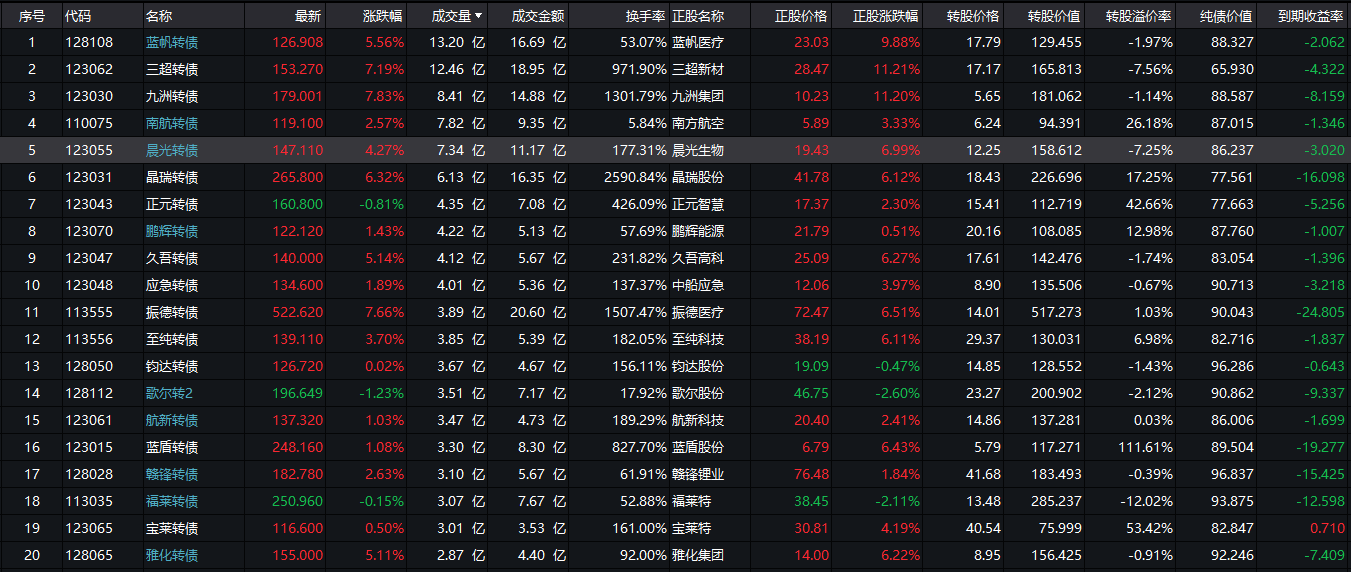 序号 代码 名称 最新 涨跌幅 成交量 成交金额 换手率 正股名称 正股价格 正股涨跌幅 转股价格 转股价值 转股溢价率 纯债价值 到期收益率
1 128108 蓝帆转债 126.908 5.56% 13.20 亿 16.69 亿 53.07% 蓝帆医疗 23.03 9.88% 17.79 129.455 -1.97% 88.327 -2.062
2 123062 三超转债 153.270 7.19% 12.46 亿 18.95 亿 971.90% 三超新材 28.47 11.21% 17.17 165.813 -7.56% 65.930 -4.322
3 123030 九洲转债 179.001 7.83% 8.41 亿 14.88 亿 1301.79% 九洲集团 10.23 11.20% 5.65 181.062 -1.14% 88.587 -8.159
4 110075 南航转债 119.100 2.57% 7.82 亿 9.35 亿 5.84% 南方航空 5.89 3.33% 6.24 94.391 26.18% 87.015 -1.346
5 123055 晨光转债 147.110 4.27% 7.34 亿 11.17 亿 177.31% 晨光生物 19.43 6.99% 12.25 158.612 -7.25% 86.237 -3.020
6 123031 晶瑞转债 265.800 6.32% 6.13 亿 16.35 亿 2590.84% 晶瑞股份 41.78 6.12% 18.43 226.696 17.25% 77.561 -16.098
7 123043 正元转债 160.800 -0.81% 4.35 亿 7.08 亿 426.09% 正元智慧 17.37 2.30% 15.41 112.719 42.66% 77.663 -5.256
8 123070 鹏辉转债 122.120 1.43% 4.22 亿 5.13 亿 57.69% 鹏辉能源 21.79 0.51% 20.16 108.085 12.98% 87.760 -1.007
9 123047 久吾转债 140.000 5.14% 4.12 亿 5.67 亿 231.82% 久吾高科 25.09 6.27% 17.61 142.476 -1.74% 83.054 -1.396
10 123048 应急转债 134.600 1.89% 4.01 亿 5.36 亿 137.37% 中船应急 12.06 3.97% 8.90 135.506 -0.67% 90.713 -3.218
11 113555 振德转债 522.620 7.66% 3.89 亿 20.60 亿 1507.47% 振德医疗 72.47 6.51% 14.01 517.273 1.03% 90.043 -24.805
12 113556 至纯转债 139.110 3.70% 3.85 亿 5.39 亿 182.05% 至纯科技 38.19 6.11% 29.37 130.031 6.98% 82.716 -1.837
13 128050 钧达转债 126.720 0.02% 3.67 亿 4.67 亿 156.11% 钧达股份 19.09 -0.47% 14.85 128.552 -1.43% 96.286 -0.643
14 128112 歌尔转2 196.649 -1.23% 3.51 亿 7.17 亿 17.92% 歌尔股份 46.75 -2.60% 23.27 200.902 -2.12% 90.862 -9.337
15 123061 航新转债 137.320 1.03% 3.47 亿 4.73 亿 189.29% 航新科技 20.40 2.41% 14.86 137.281 0.03% 86.006 -1.699
16 123015 蓝盾转债 248.160 1.08% 3.30 亿 8.30 亿 827.70% 蓝盾股份 6.79 6.43% 5.79 117.271 111.61% 89.504 -19.277
17 128028 赣锋转债 182.780 2.63% 3.10 亿 5.67 亿 61.91% 赣锋锂业 76.48 1.84% 41.68 183.493 -0.39% 96.837 -15.425
18 113035 福莱转债 250.960 -0.15% 3.07 亿 7.67 亿 52.88% 福莱特 38.45 -2.11% 13.48 285.237 -12.02% 93.875 -12.598
19 123065 宝莱转债 116.600 0.50% 3.01 亿 3.53 亿 161.00% 宝莱特 30.81 4.19% 40.54 75.999 53.42% 82.847 0.710
20 128065 雅化转债 155.000 5.11% 2.87 亿 4.40 亿 92.00% 雅化集团 14.00 6.22% 8.95 156.425 -0.91% 92.246 -7.409